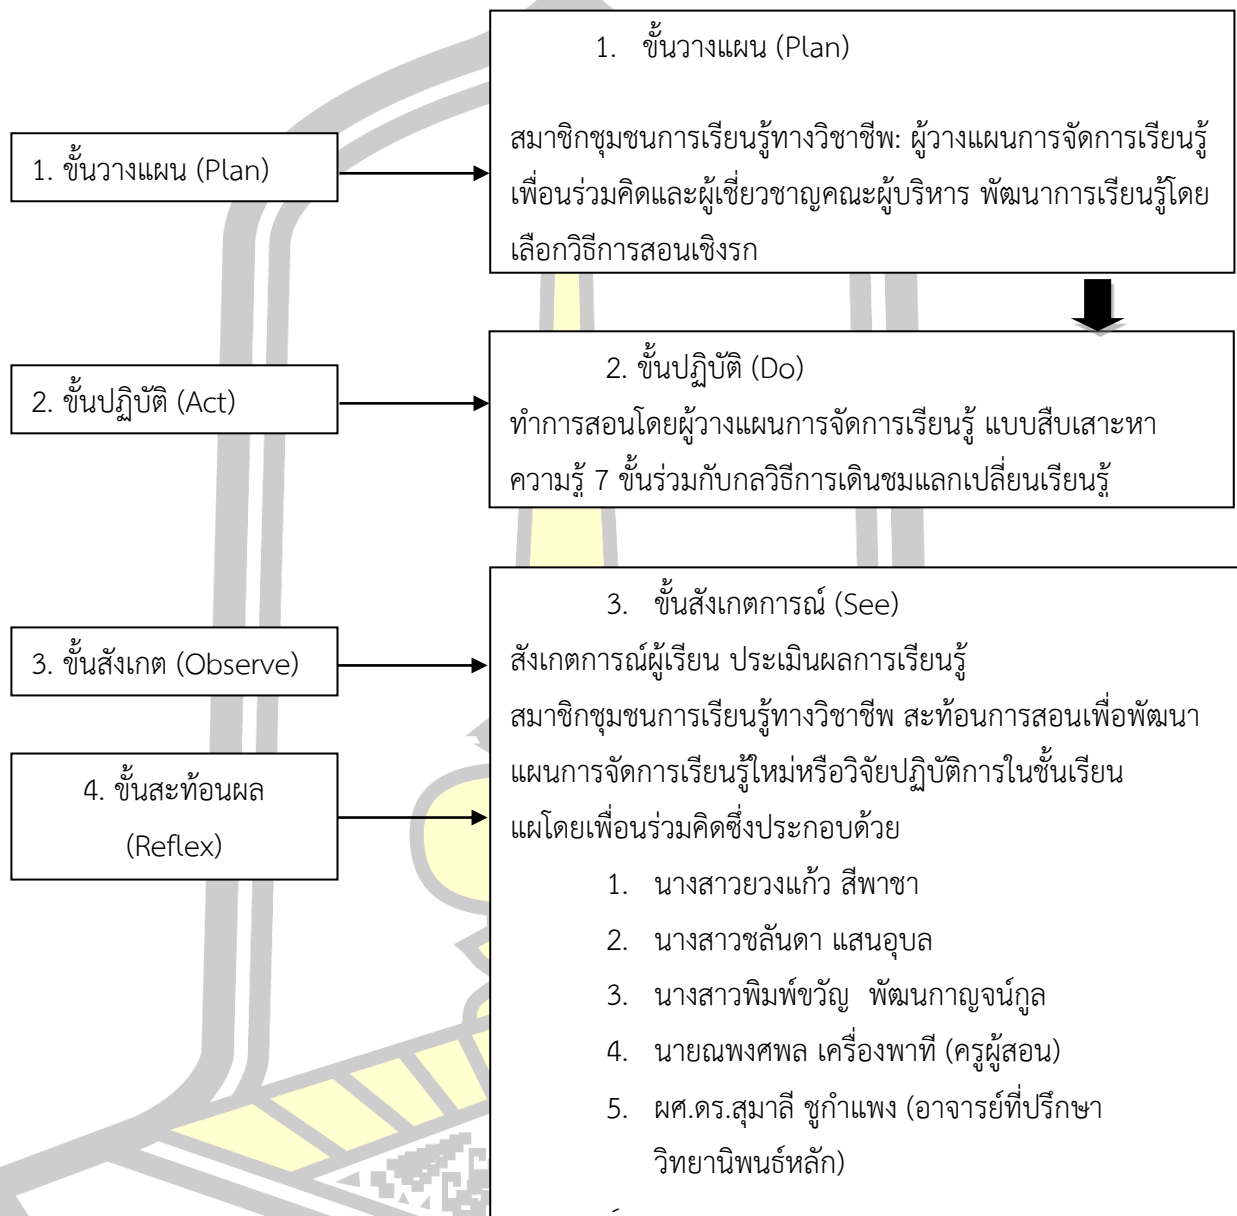 1. ขั้นวางแผน (Plan)
1. ขั้นวางแผน (Plan)
สมาชิกชุมชนการเรียนรู้ทางวิชาชีพ: ผู้วางแผนการจัดการเรียนรู้
เพื่อนร่วมคิดและผู้เชี่ยวชาญคณะผู้บริหาร พัฒนาการเรียนรู้โดย
เลือกวิธีการสอนเชิงรก
2. ขั้นปฏิบัติ (Act)
2. ขั้นปฏิบัติ (Do)
ทำการสอนโดยผู้วางแผนการจัดการเรียนรู้ แบบสืบเสาะหา
ความรู้ 7 ขั้นร่วมกับกลวิธีการเดินชมแลกเปลี่ยนเรียนรู้
3. ขั้นสังเกต (Observe)
4. ขั้นสะท้อนผล
(Reflex)
3. ขั้นสังเกตการณ์ (See)
สังเกตการณ์ผู้เรียน ประเมินผลการเรียนรู้
สมาชิกชุมชนการเรียนรู้ทางวิชาชีพ สะท้อนการสอนเพื่อพัฒนา
แผนการจัดการเรียนรู้ใหม่หรือวิจัยปฏิบัติการในชั้นเรียน
แผโดยเพื่อนร่วมคิดซึ่งประกอบด้วย
1. นางสาวยวงแก้ว สีพาชา
2. นางสาวชลันดา แสนอุบล
3. นางสาวพิมพ์ขวัญ พัฒนกาญจน์กูล
4. นายณพงศพล เครื่องพาที (ครูผู้สอน)
5. ผศ.ดร.สุมาลี ชูกำแพง (อาจารย์ที่ปรึกษา
วิทยานิพนธ์หลัก)